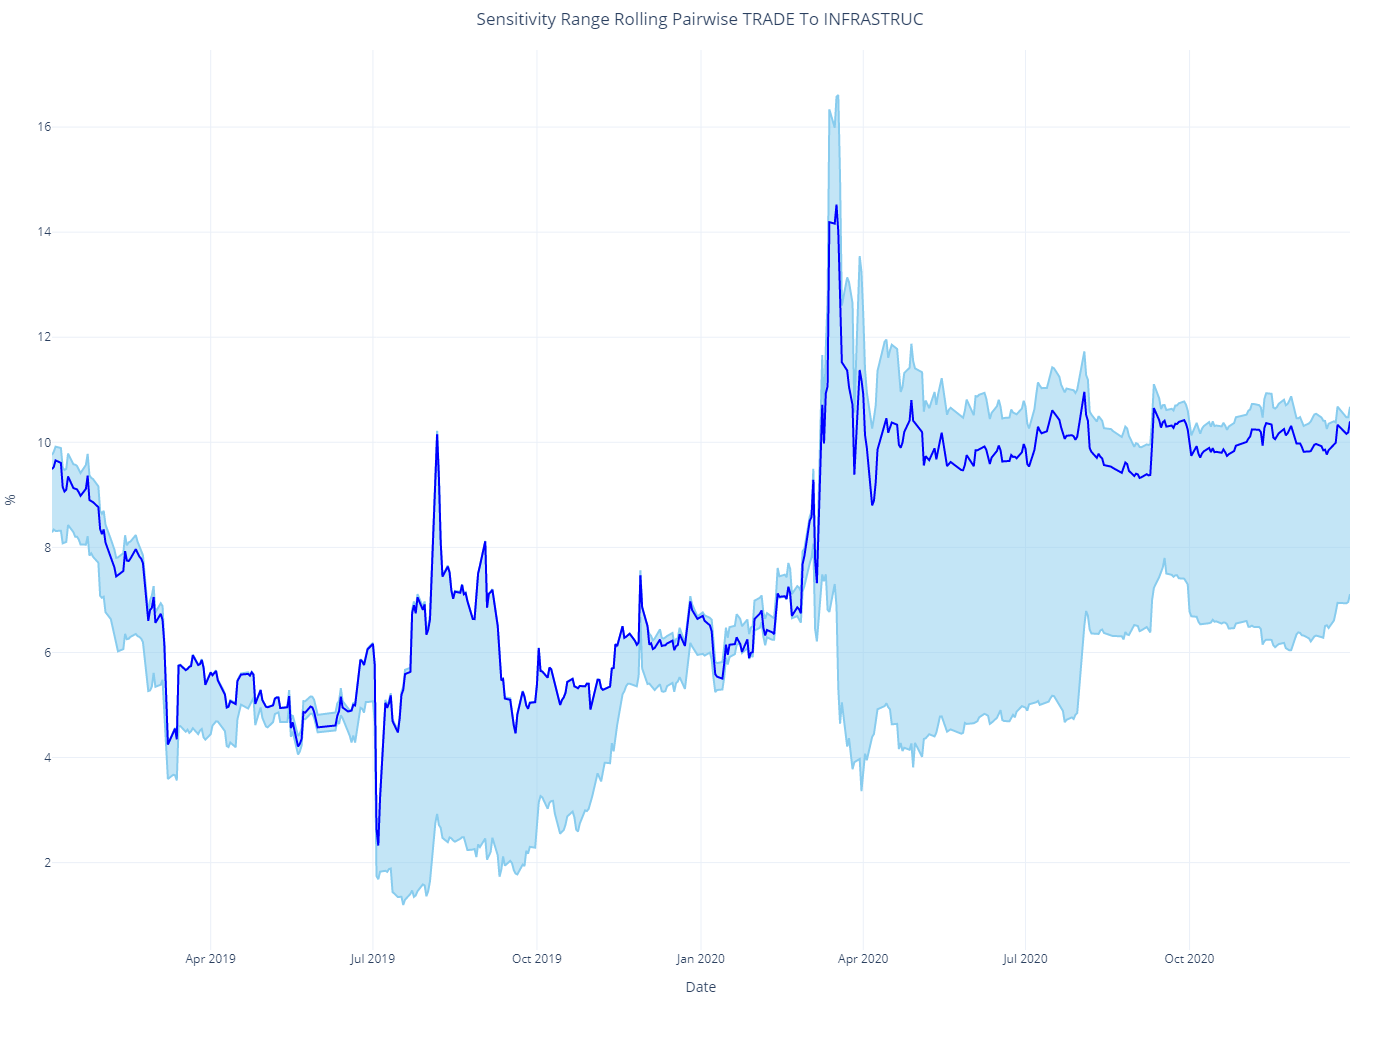 Sensitivity Range Rolling Pairwise TRADE To INFRASTRUC
16
14
12
10
8
6
4
2
%
Apr 2019
Jul 2019
Oct 2019
Jan 2020
Apr 2020
Jul 2020
Oct 2020
Date